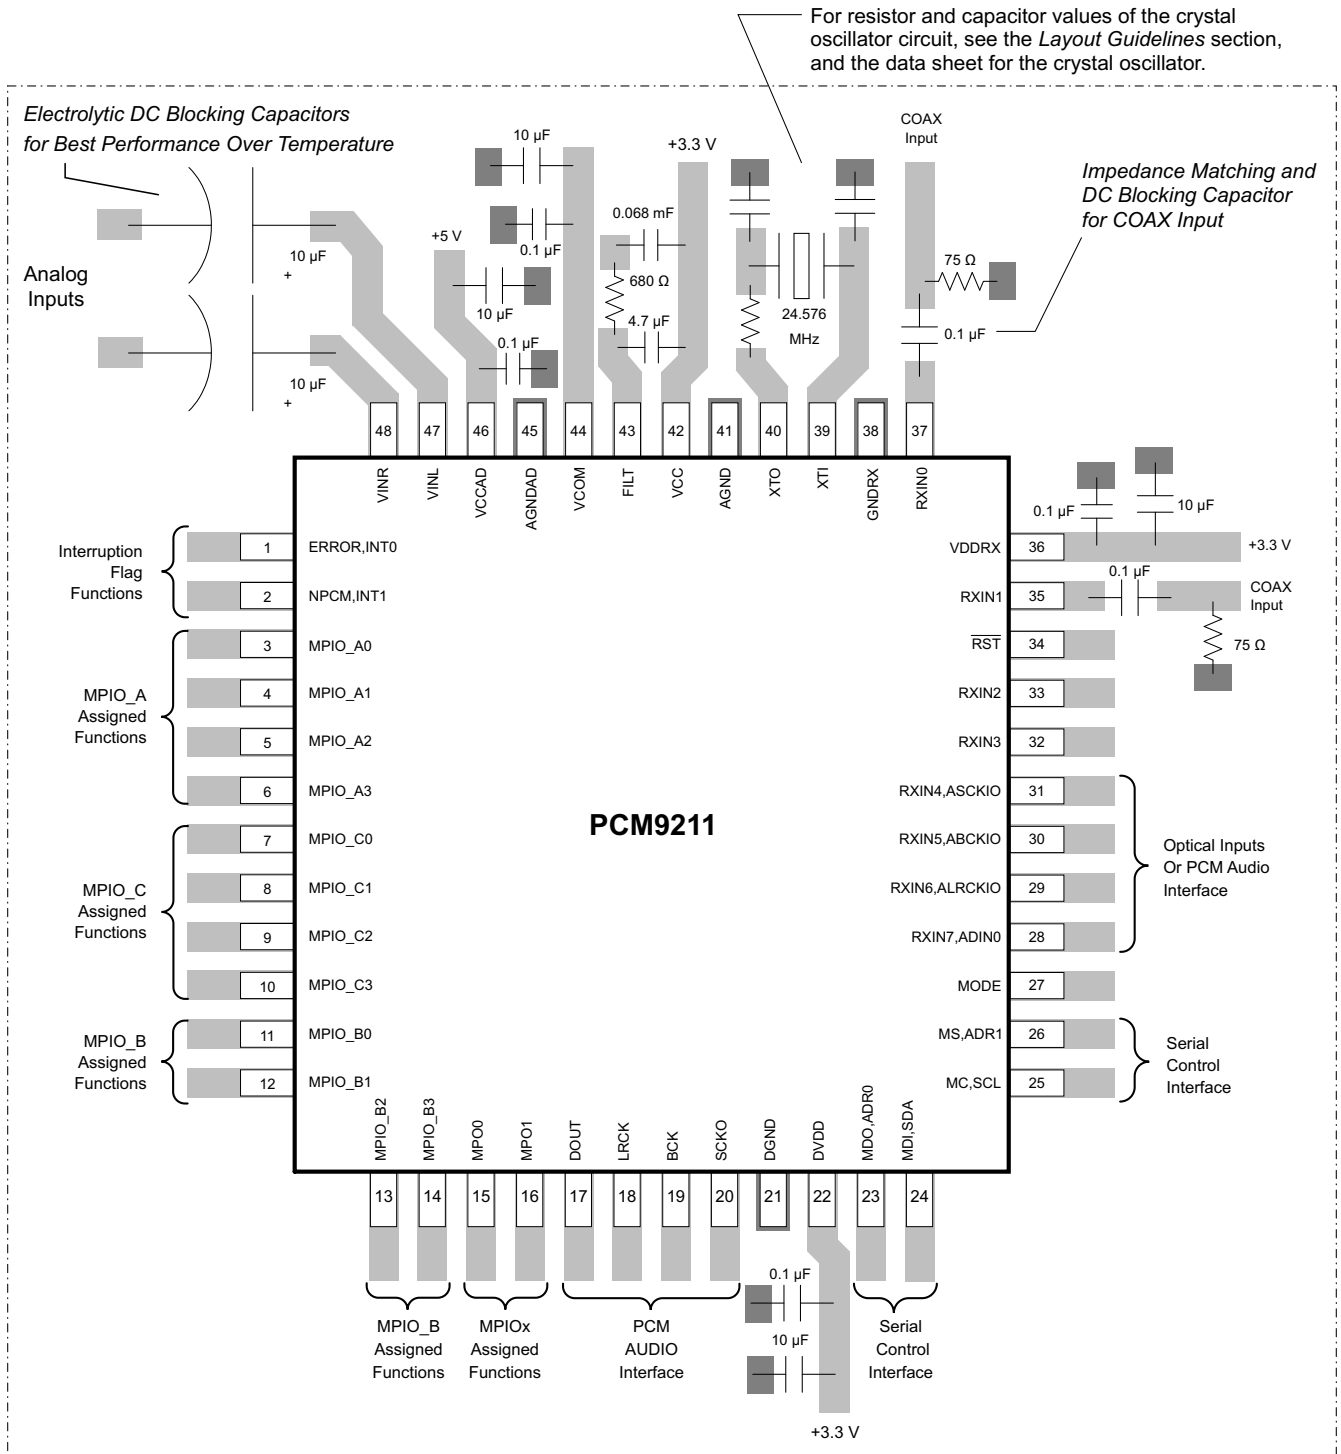 For resistor and capacitor values of the crystal
oscillator circuit, see the Layout Guidelines section,
and the data sheet for the crystal oscillator.
Electrolytic DC Blocking Capacitors
for Best Performance Over Temperature
Analog
Inputs
10 µF
+
10 µF
+
+5 V
10 µF
0.1 µF
10 µF
0.1 µF
+3.3 V
0.068 mF
680 Ω
4.7 µF
24.576
MHz
COAX
Input
75 Ω
0.1 µF
Impedance Matching and
DC Blocking Capacitor
for COAX Input
48
47
46
45
44
43
42
41
40
39
38
37
VINR
VINL
VCCAD
AGNDAD
VCOM
FILT
VCC
AGND
XTO
XTI
GNDRX
RXIN0
Interruption
Flag
Functions
1 ERROR,INT0
2 NPCM,INT1
MPIO_A
Assigned
Functions
3 MPIO_A0
4 MPIO_A1
5 MPIO_A2
6 MPIO_A3
MPIO_C
Assigned
Functions
7 MPIO_C0
8 MPIO_C1
9 MPIO_C2
10 MPIO_C3
MPIO_B
Assigned
Functions
11 MPIO_B0
12 MPIO_B1
PCM9211
0.1 µF
10 µF
VDDRX 36
+3.3 V
0.1 µF
RXIN1 35
COAX
Input
75 Ω
RST 34
RXIN2 33
RXIN3 32
RXIN4,ASCKIO 31
RXIN5,ABCKIO 30
RXIN6,ALRCKIO 29
RXIN7,ADIN0 28
Optical Inputs
Or PCM Audio
Interface
MODE 27
MS,ADR1 26
MC,SCL 25
Serial
Control
Interface
MPIO_B2
MPIO_B3
MPO0
MPO1
DOUT
LRCK
BCK
SCKO
DGND
DVDD
MDO,ADR0
MDI,SDA
13
14
15
16
17
18
19
20
21
22
23
24
MPIO_B
Assigned
Functions
MPIOx
Assigned
Functions
PCM
AUDIO
Interface
0.1 µF
10 µF
+3.3 V
Serial
Control
Interface